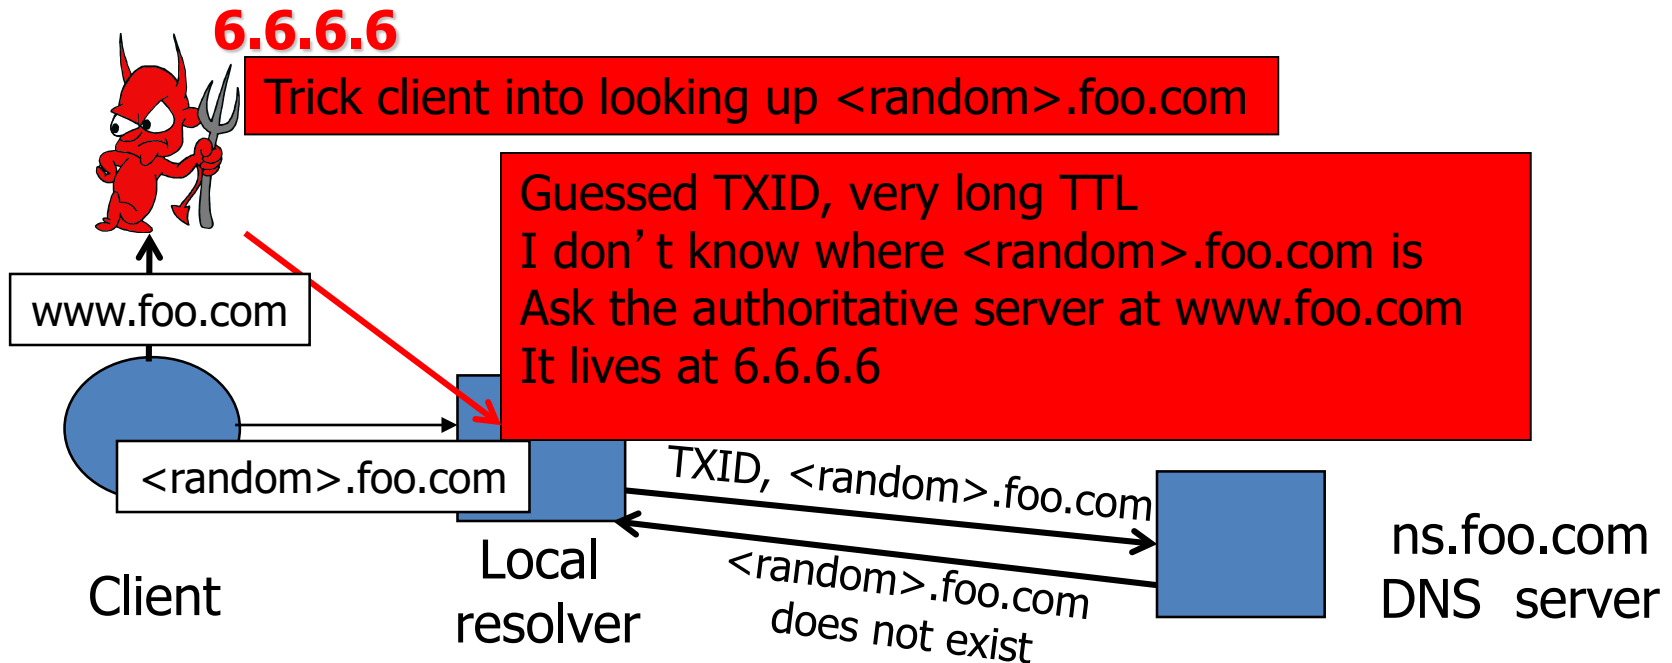 6.6.6.6
Trick client into looking up <random>.foo.com
Guessed TXID, very long TTL
I don’t know where <random>.foo.com is
Ask the authoritative server at www.foo.com
It lives at 6.6.6.6
www.foo.com
<random>.foo.com
TXID, <random>.foo.com
<random>.foo.com
does not exist
Client
Local
resolver
ns.foo.com
DNS server